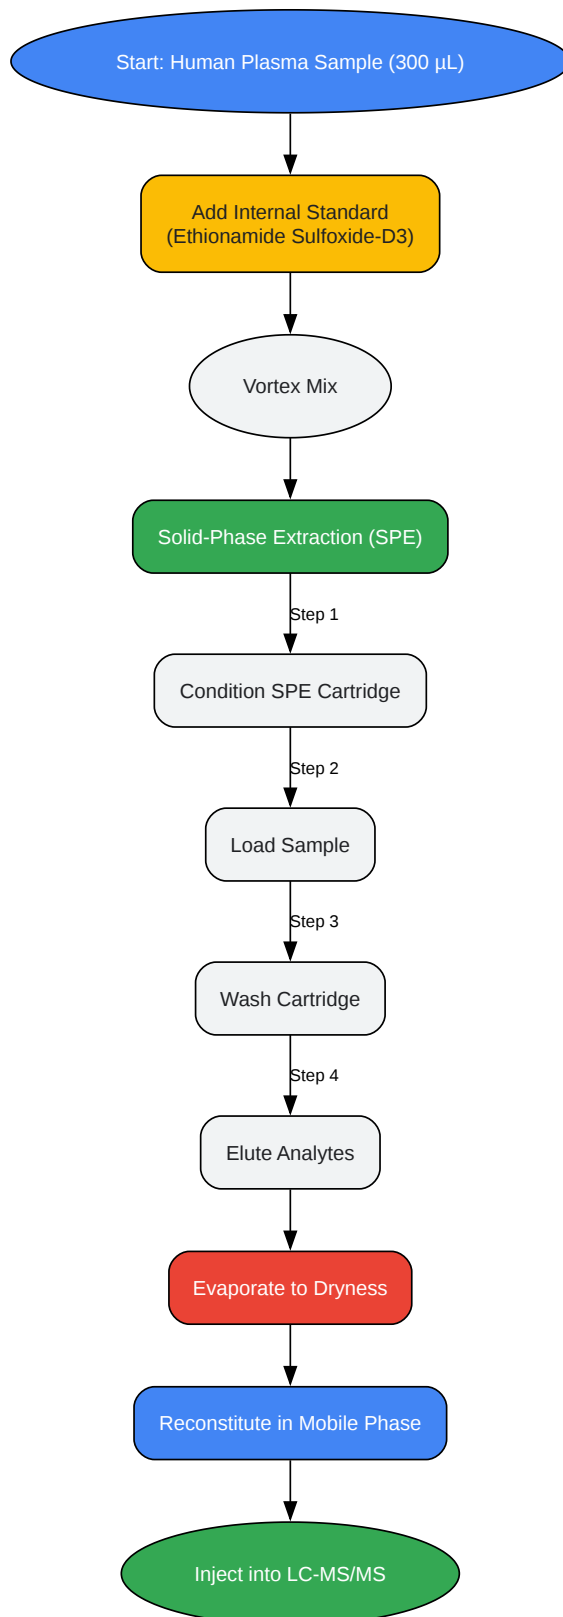 Start: Human Plasma Sample (300 µL)
Add Internal Standard
(Ethionamide Sulfoxide-D3)
Vortex Mix
Solid-Phase Extraction (SPE)
Step 1
Condition SPE Cartridge
Step 2
Load Sample
Step 3
Wash Cartridge
Step 4
Elute Analytes
Evaporate to Dryness
Reconstitute in Mobile Phase
Inject into LC-MS/MS